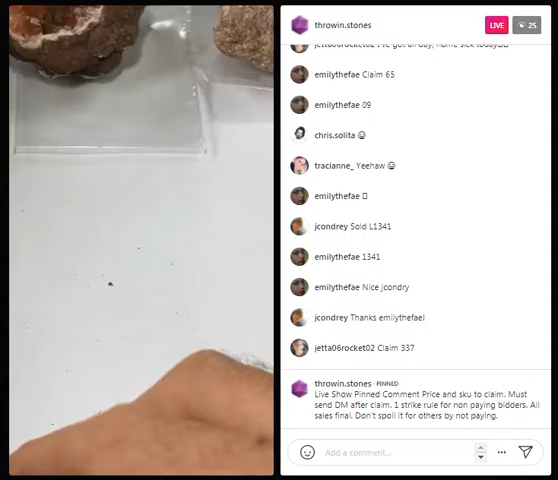 throwin.stones
LIVE
25
emilythefae Claim 65
emilythefae 09
chris.solita
tracianne_ Yeehaw
emilythefae
jcondrey Sold L1341
emilythefae 1341
emilythefae Nice jcondry
jcondrey Thanks emilythefae!
jetta06rocket02 Claim 337
throwin.stones · PINNED
Live Show Pinned Comment Price and sku to claim. Must
send DM after claim. 1 strike rule for non paying bidders. All
sales final. Don't spoil it for others by not paying.
Add a comment...